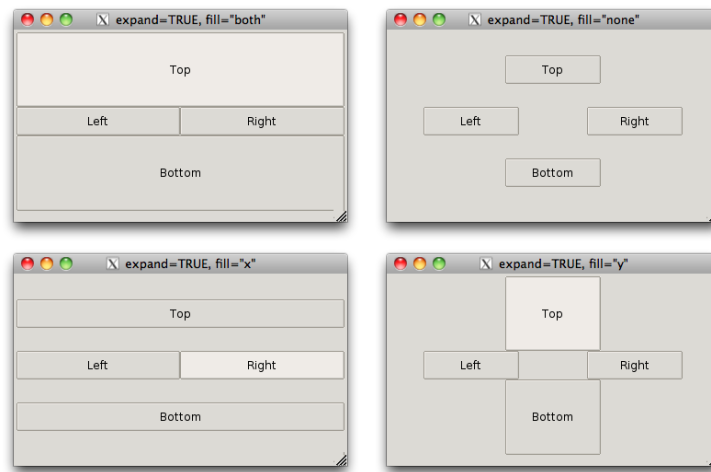 expand=TRUE, fill="both"
Top
Left Right
Bottom
expand=TRUE, fill="none"
Top
Left Right
Bottom
expand=TRUE, fill="x"
Top
Left Right
Bottom
expand=TRUE, fill="y"
Top
Left Right
Bottom